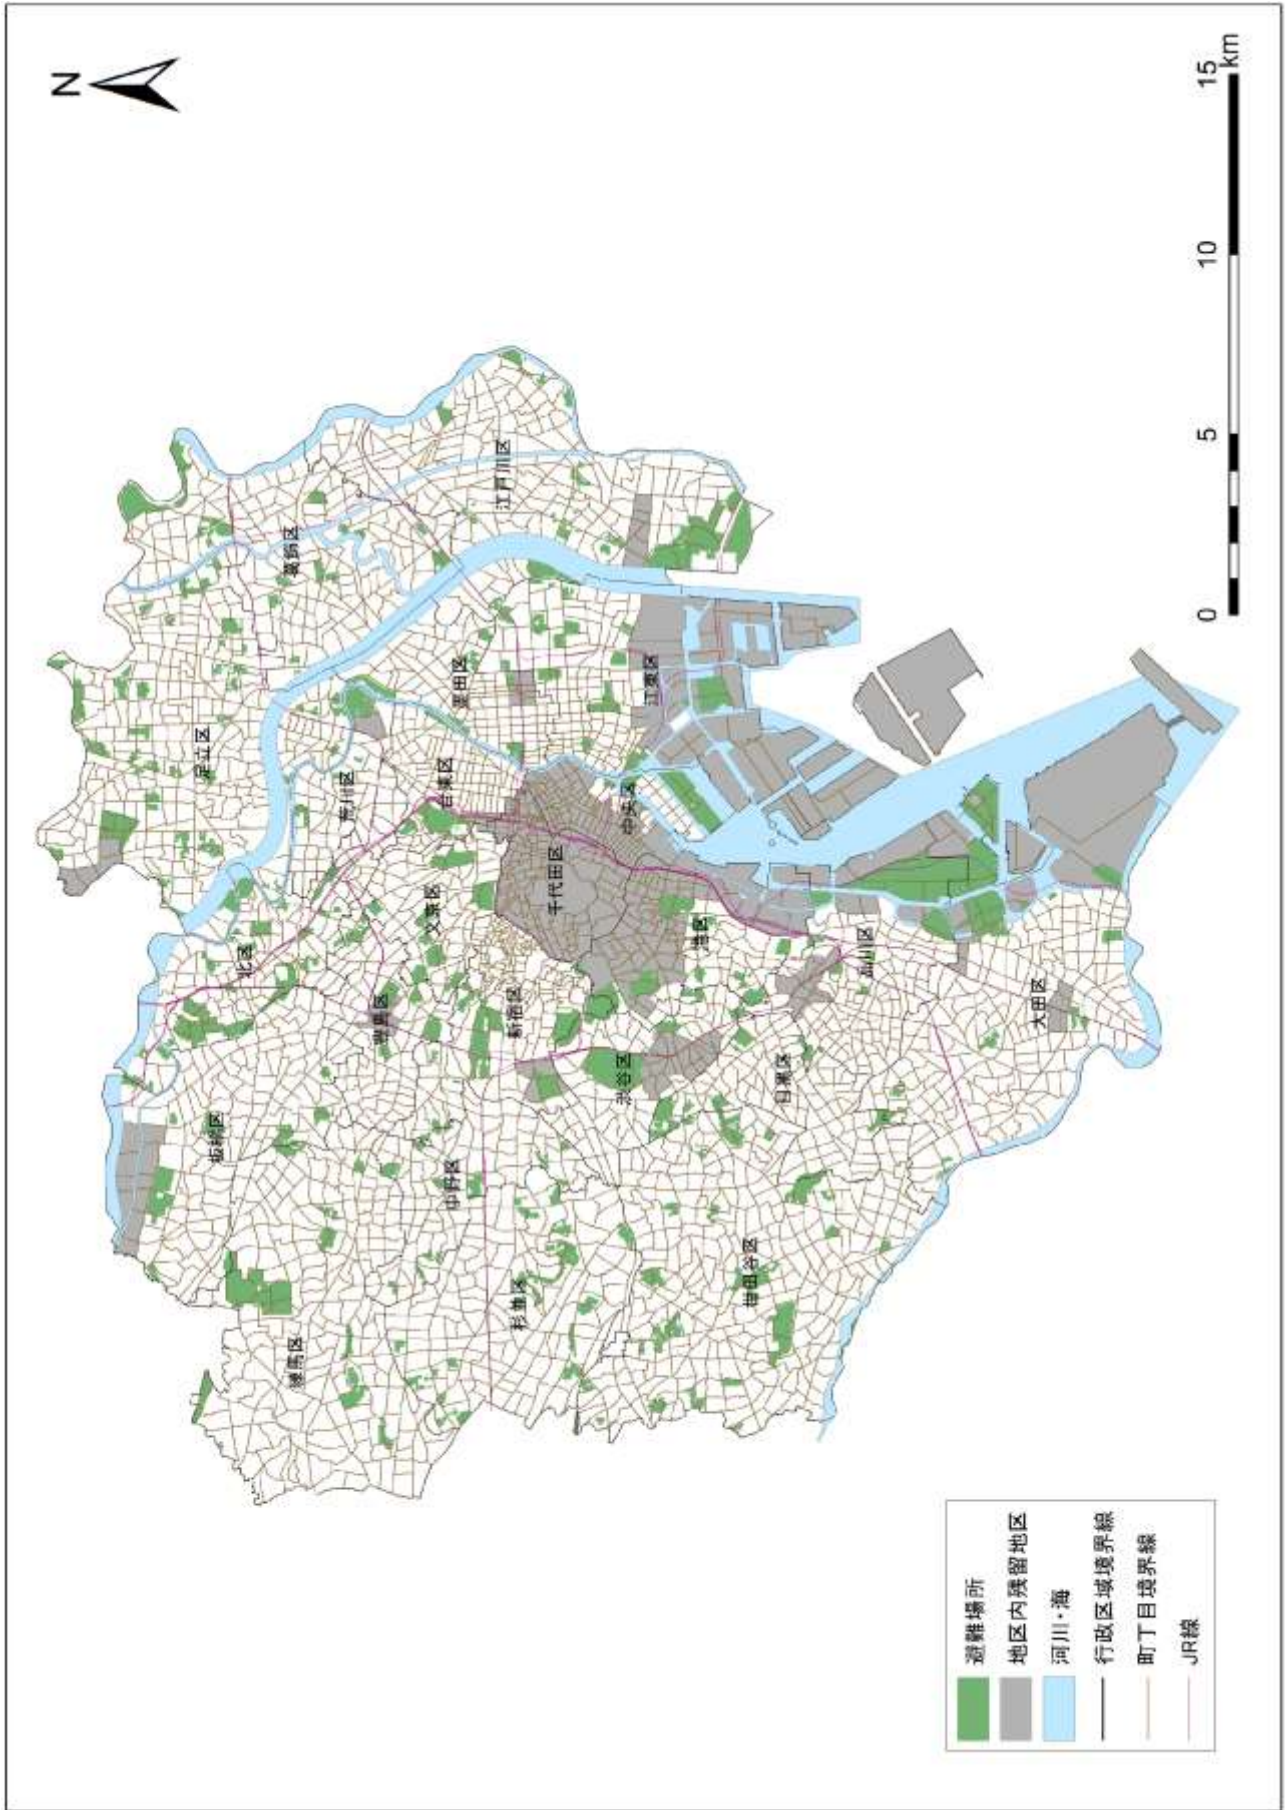 N
足立区
葛飾区
北区
荒川区
板橋区
豊島区
文京区
台東区
墨田区
江戸川区
練馬区
中野区
新宿区
千代田区
中央区
江東区
杉並区
渋谷区
港区
世田谷区
目黒区
品川区
大田区
避難場所
地区内残留地区
河川・海
行政区域境界線
町丁目境界線
JR線
0 5 10 15
km